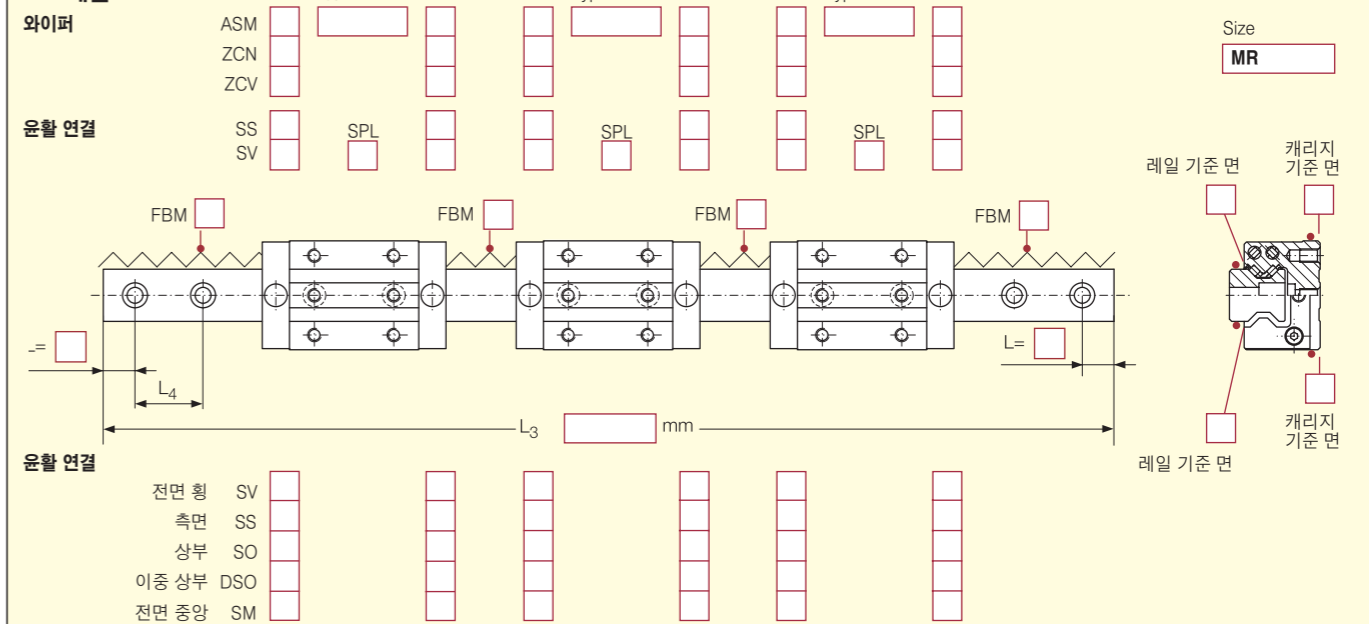 와이퍼 ASM
ZCN
ZCV
Size
MR
윤활 연결 SS SPL SPL SPL
SV
레일 기준 면
캐리지
기준 면
FBM FBM FBM FBM
L=
L4
L3 mm
캐리지
기준 면
레일 기준 면
윤활 연결
전면 횡 SV
측면 SS
상부 SO
이중 상부 DSO
전면 중앙 SM